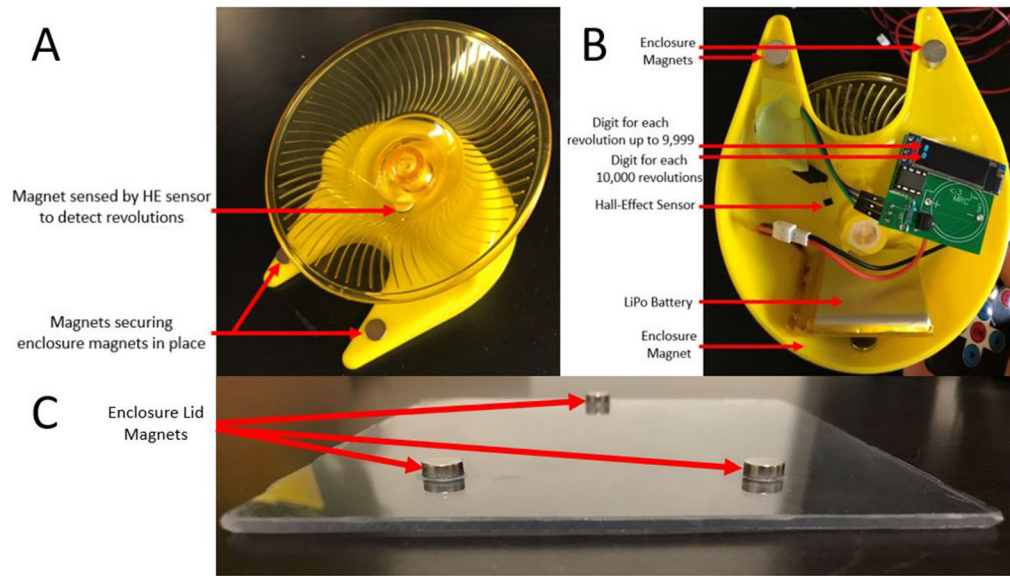 A
Magnet sensed by HE sensor
to detect revolutions
Magnets securing
enclosure magnets in place
B
Enclosure
Magnets
Digit for each
revolution up to 9,999
Digit for each
10,000 revolutions
Hall-Effect Sensor
LiPo Battery
Enclosure
Magnet
C
Enclosure Lid
Magnets